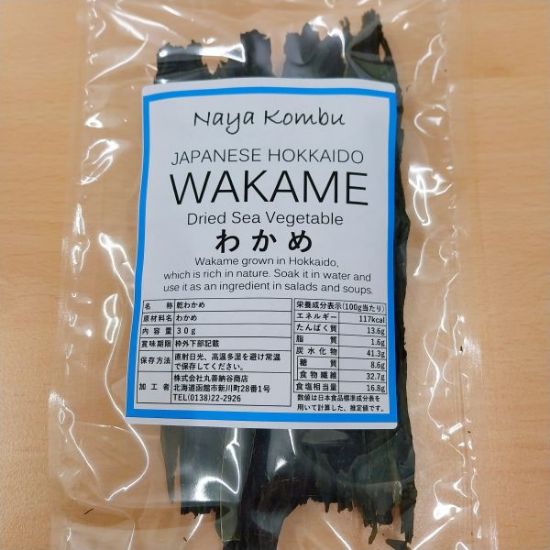 Naya Kombu
JAPANESE HOKKAIDO
WAKAME
Dried Sea Vegetable
わかめ
Wakame grown in Hokkaido,
which is rich in nature. Soak it in water and
use it as an ingredient in salads and soups.
名称 乾わかめ
原材料名 わかめ
内容量 30g
賞味期限 枠外下部記載
保存方法 直射日光、高温多湿を避け常温
で保存してください。
加工者 株式会社丸善納谷商店
北海道函館市新川町28番1号
TEL(0138)22-2926
栄養成分表示(100g当たり)
エネルギー 117kcal
たんぱく質 13.6g
脂質 1.6g
炭水化物 41.3g
糖質 8.6g
食物繊維 32.7g
食塩相当量 16.8g
数値は日本食品標準成分表を
用いて計算した、推定値です。